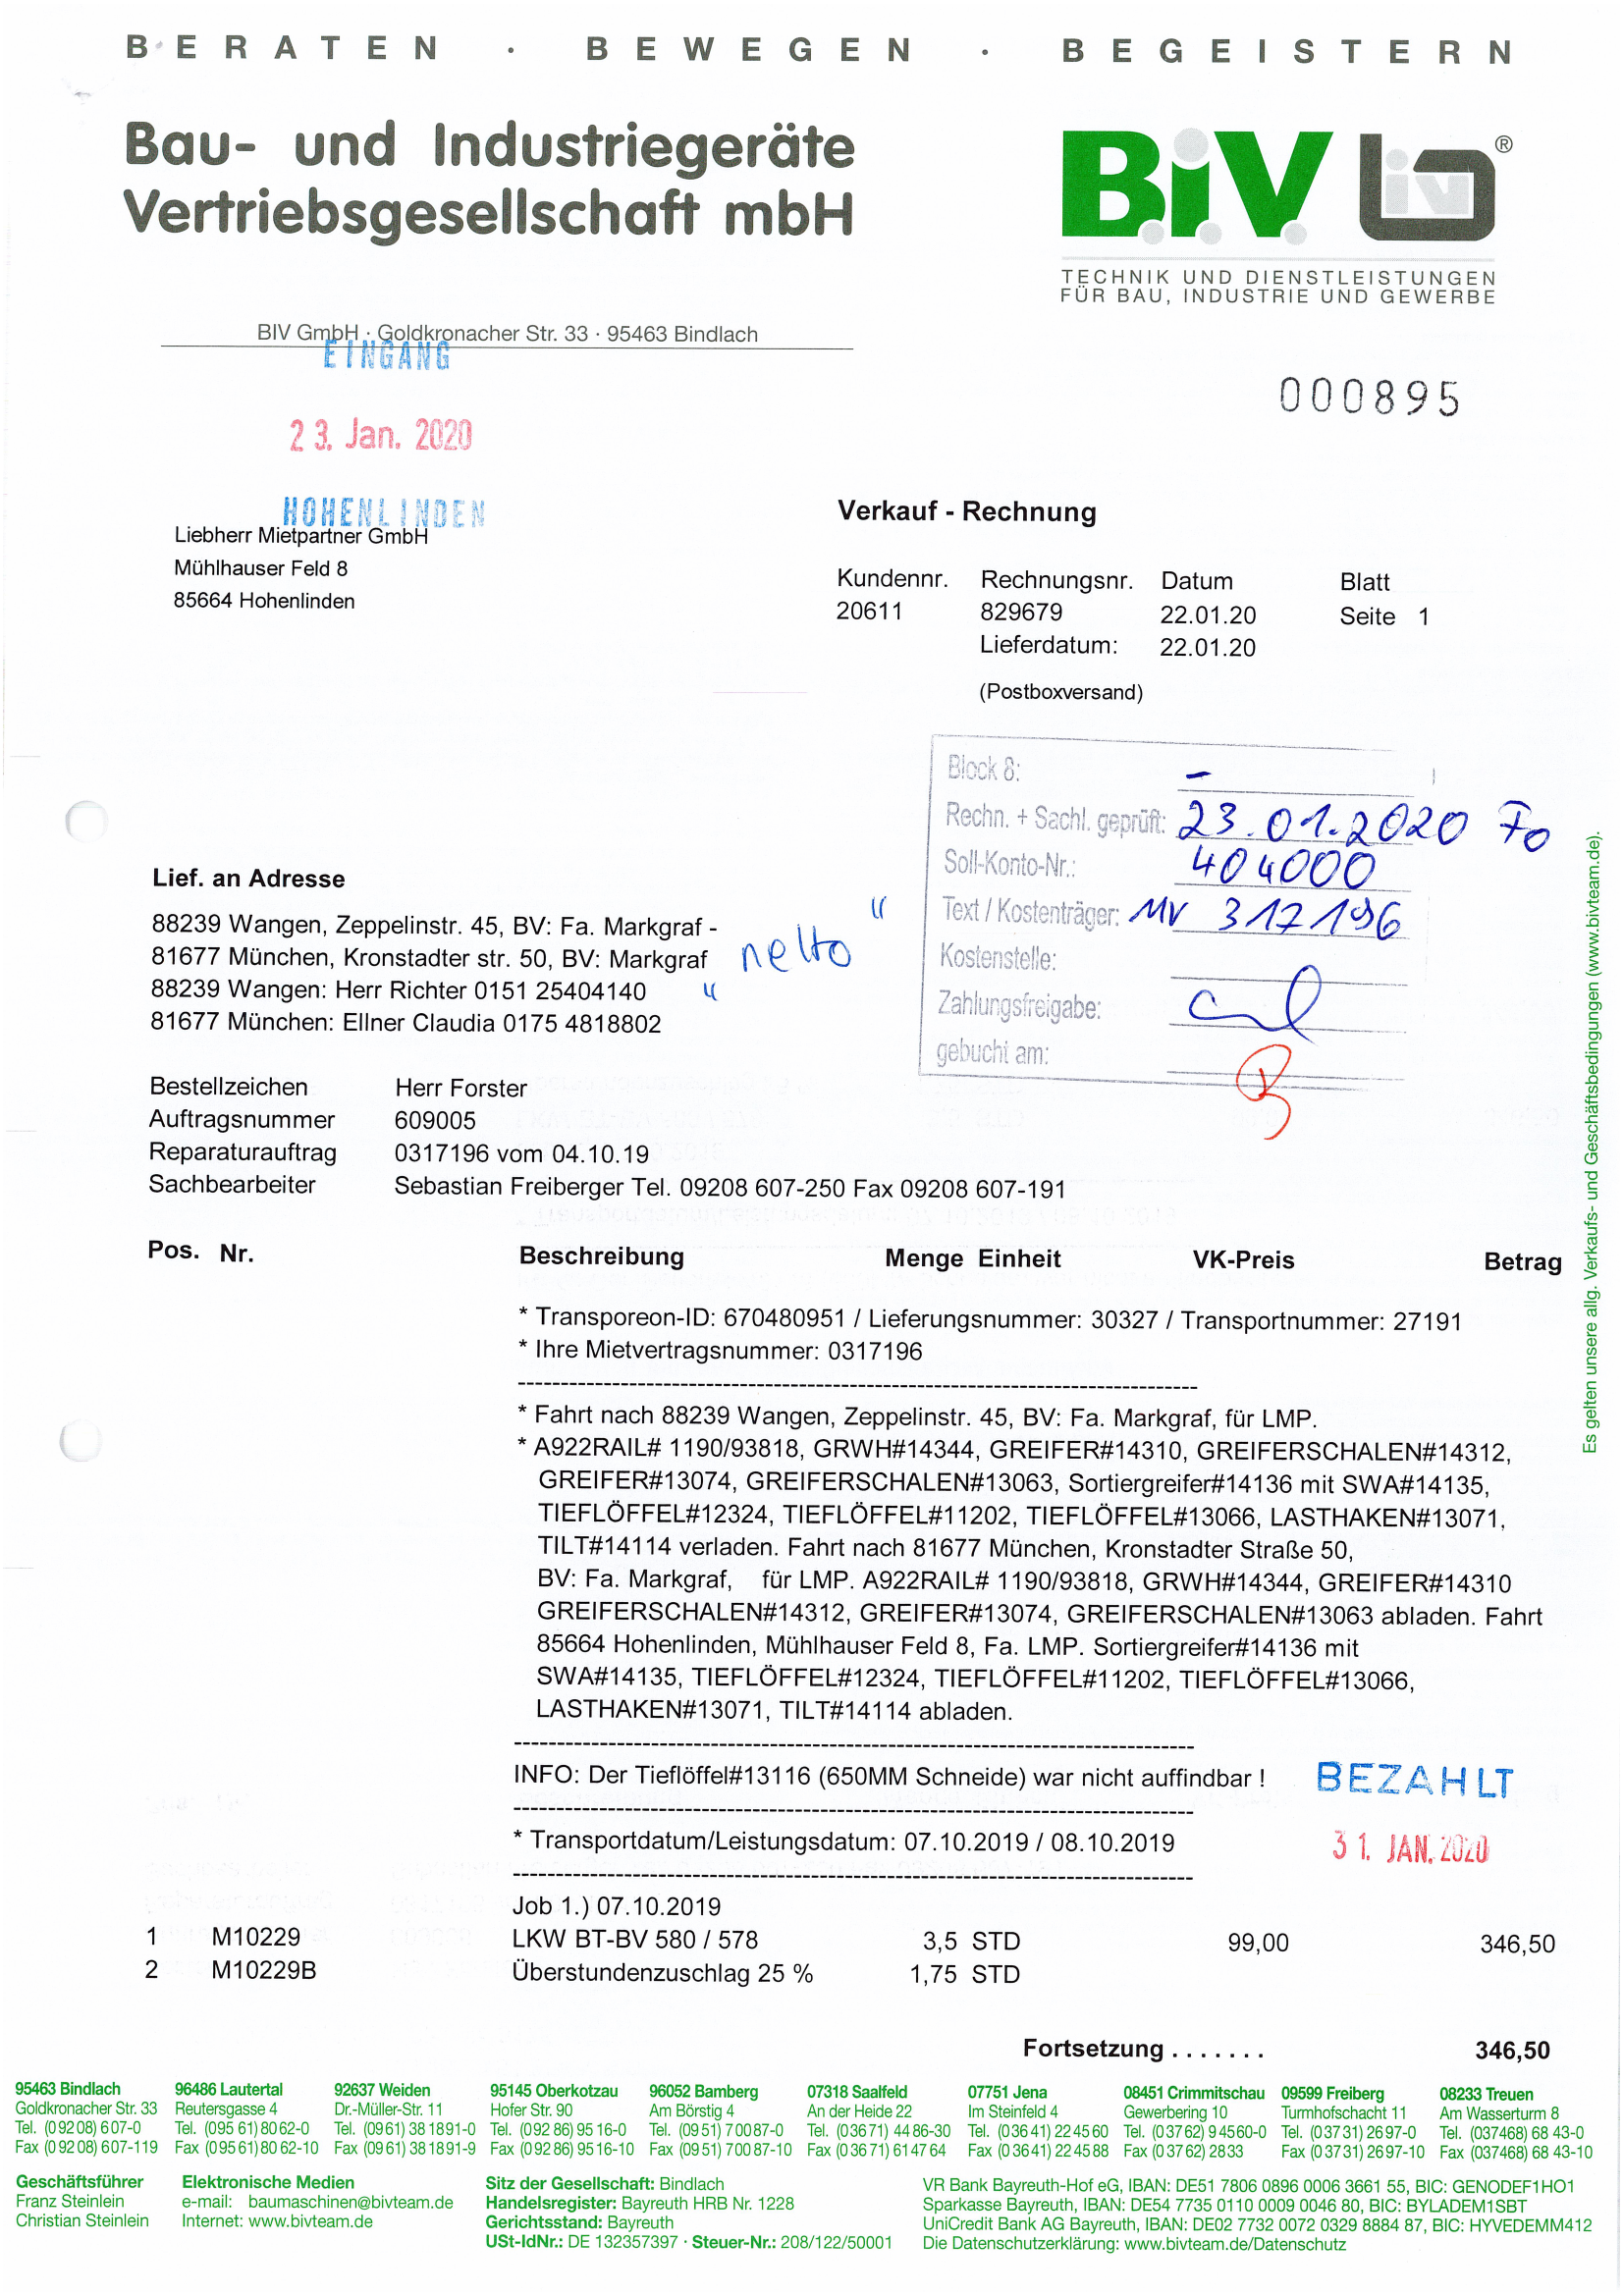 BERATEN · BEWEGEN · BEGEISTERN
Bau- und Industriegeräte
Vertriebsgesellschaft mbH
B.i.V. biv ®
TECHNIK UND DIENSTLEISTUNGEN
FÜR BAU, INDUSTRIE UND GEWERBE
BIV GmbH · Goldkronacher Str. 33 · 95463 Bindlach
EINGANG
000895
23. Jan. 2020
HOHENLINDEN
Liebherr Mietpartner GmbH
Mühlhauser Feld 8
85664 Hohenlinden
Verkauf - Rechnung
Kundennr. Rechnungsnr. Datum Blatt
20611 829679 22.01.20 Seite 1
Lieferdatum: 22.01.20
(Postboxversand)
Block 8: –
Rechn. + Sachl. geprüft: 23.01.2020 Fo
Soll-Konto-Nr.: 404000
Text / Kostenträger: MV 317196
Kostenstelle:
Zahlungsfreigabe:
gebucht am:
Lief. an Adresse
88239 Wangen, Zeppelinstr. 45, BV: Fa. Markgraf -
81677 München, Kronstadter str. 50, BV: Markgraf
88239 Wangen: Herr Richter 0151 25404140
81677 München: Ellner Claudia 0175 4818802
" netto "
Bestellzeichen Herr Forster
Auftragsnummer 609005
Reparaturauftrag 0317196 vom 04.10.19
Sachbearbeiter Sebastian Freiberger Tel. 09208 607-250 Fax 09208 607-191
Es gelten unsere allg. Verkaufs- und Geschäftsbedingungen (www.bivteam.de).
Pos. Nr. Beschreibung Menge Einheit VK-Preis Betrag
* Transporeon-ID: 670480951 / Lieferungsnummer: 30327 / Transportnummer: 27191
* Ihre Mietvertragsnummer: 0317196
--------------------------------------------------------------------------------
* Fahrt nach 88239 Wangen, Zeppelinstr. 45, BV: Fa. Markgraf, für LMP.
* A922RAIL# 1190/93818, GRWH#14344, GREIFER#14310, GREIFERSCHALEN#14312,
GREIFER#13074, GREIFERSCHALEN#13063, Sortiergreifer#14136 mit SWA#14135,
TIEFLÖFFEL#12324, TIEFLÖFFEL#11202, TIEFLÖFFEL#13066, LASTHAKEN#13071,
TILT#14114 verladen. Fahrt nach 81677 München, Kronstadter Straße 50,
BV: Fa. Markgraf, für LMP. A922RAIL# 1190/93818, GRWH#14344, GREIFER#14310
GREIFERSCHALEN#14312, GREIFER#13074, GREIFERSCHALEN#13063 abladen. Fahrt
85664 Hohenlinden, Mühlhauser Feld 8, Fa. LMP. Sortiergreifer#14136 mit
SWA#14135, TIEFLÖFFEL#12324, TIEFLÖFFEL#11202, TIEFLÖFFEL#13066,
LASTHAKEN#13071, TILT#14114 abladen.
--------------------------------------------------------------------------------
INFO: Der Tieflöffel#13116 (650MM Schneide) war nicht auffindbar !
BEZAHLT
--------------------------------------------------------------------------------
* Transportdatum/Leistungsdatum: 07.10.2019 / 08.10.2019
31. JAN. 2020
--------------------------------------------------------------------------------
Job 1.) 07.10.2019
1 M10229 LKW BT-BV 580 / 578 3,5 STD 99,00 346,50
2 M10229B Überstundenzuschlag 25 % 1,75 STD
Fortsetzung ....... 346,50
95463 Bindlach 96486 Lautertal 92637 Weiden 95145 Oberkotzau 96052 Bamberg 07318 Saalfeld 07751 Jena 08451 Crimmitschau 09599 Freiberg 08233 Treuen
Goldkronacher Str. 33 Reutersgasse 4 Dr.-Müller-Str. 11 Hofer Str. 90 Am Börstig 4 An der Heide 22 Im Steinfeld 4 Gewerbering 10 Turmhofschacht 11 Am Wasserturm 8
Tel. (09208) 607-0 Tel. (09561) 8062-0 Tel. (0961) 381891-0 Tel. (09286) 9516-0 Tel. (0951) 70087-0 Tel. (03671) 4486-30 Tel. (03641) 224560 Tel. (03762) 94560-0 Tel. (03731) 2697-0 Tel. (037468) 6843-0
Fax (09208) 607-119 Fax (09561) 8062-10 Fax (0961) 381891-9 Fax (09286) 9516-10 Fax (0951) 70087-10 Fax (03671) 614764 Fax (03641) 224588 Fax (03762) 2833 Fax (03731) 2697-10 Fax (037468) 6843-10
Geschäftsführer
Franz Steinlein
Christian Steinlein
Elektronische Medien
e-mail: baumaschinen@bivteam.de
Internet: www.bivteam.de
Sitz der Gesellschaft: Bindlach
Handelsregister: Bayreuth HRB Nr. 1228
Gerichtsstand: Bayreuth
USt-IdNr.: DE 132357397 · Steuer-Nr.: 208/122/50001
VR Bank Bayreuth-Hof eG, IBAN: DE51 7806 0896 0006 3661 55, BIC: GENODEF1HO1
Sparkasse Bayreuth, IBAN: DE54 7735 0110 0009 0046 80, BIC: BYLADEM1SBT
UniCredit Bank AG Bayreuth, IBAN: DE02 7732 0072 0329 8884 87, BIC: HYVEDEMM412
Die Datenschutzerklärung: www.bivteam.de/Datenschutz